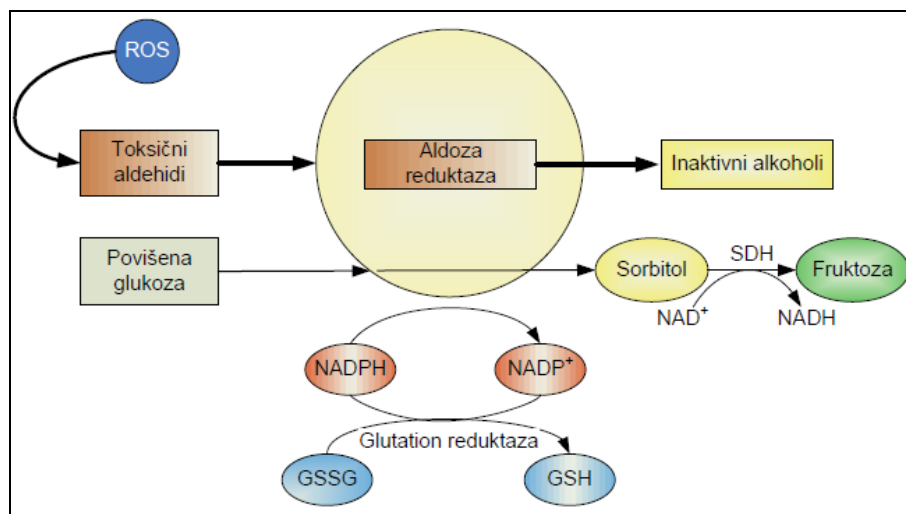 ROS
Toksični
aldehidi
Aldoza
reduktaza
Inaktivni alkoholi
Povišena
glukoza
Sorbitol
SDH
Fruktoza
NAD⁺
NADH
NADPH
NADP⁺
Glutation reduktaza
GSSG
GSH